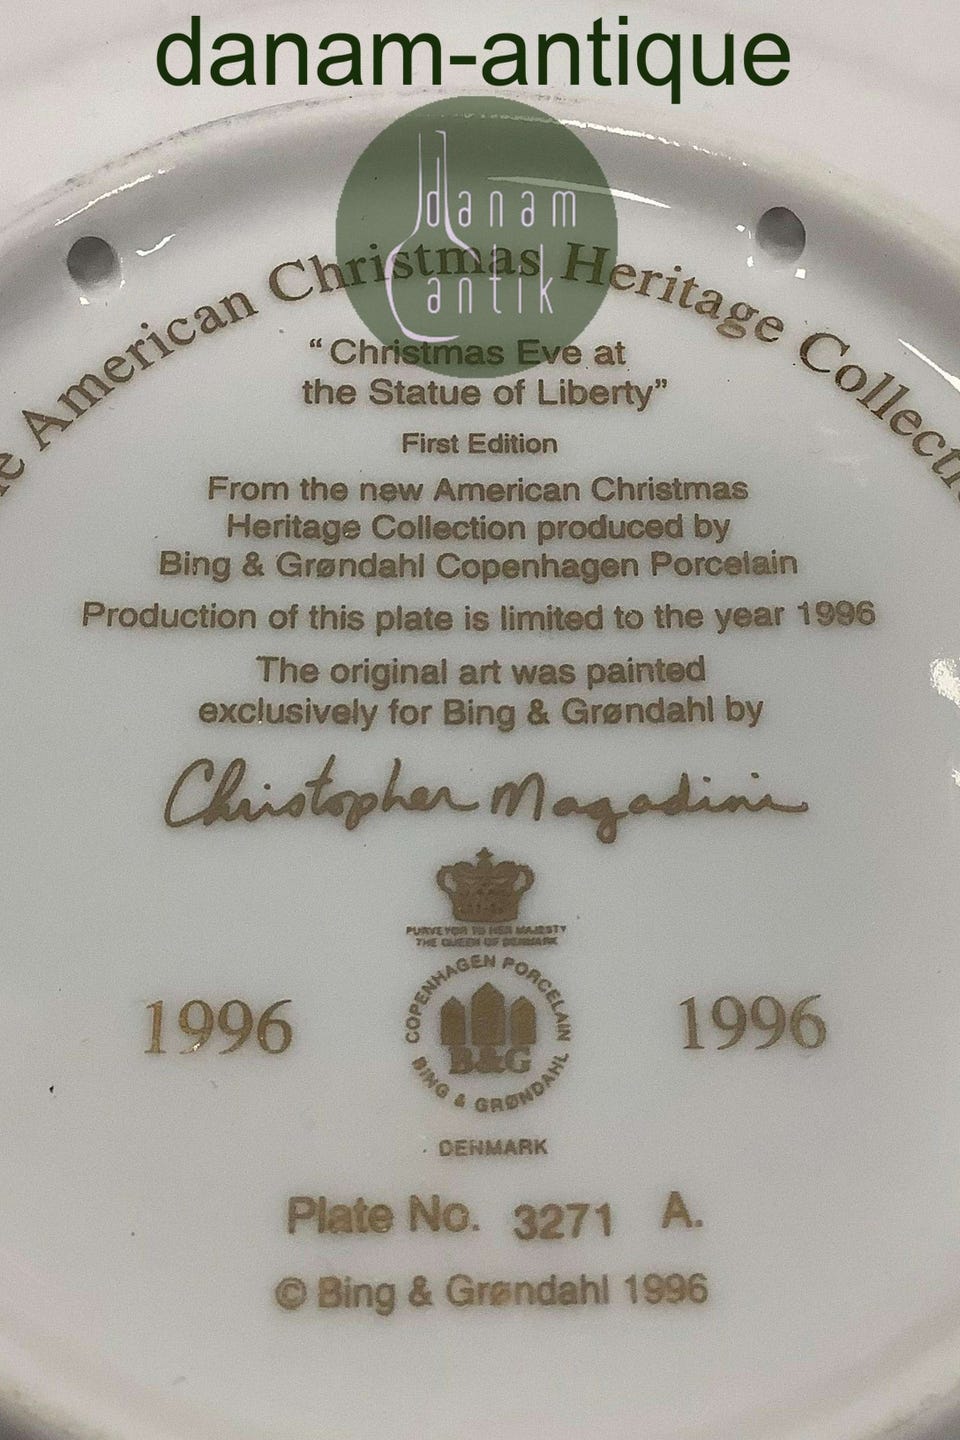 danam-antique
danam
antik
The American Christmas Heritage Collection
“Christmas Eve at
the Statue of Liberty”
First Edition
From the new American Christmas
Heritage Collection produced by
Bing & Grøndahl Copenhagen Porcelain
Production of this plate is limited to the year 1996
The original art was painted
exclusively for Bing & Grøndahl by
Christopher Magadini
PURVEYOR TO HER MAJESTY
THE QUEEN OF DENMARK
COPENHAGEN PORCELAIN
B&G
BING & GRØNDAHL
1996 1996
DENMARK
Plate No. 3271 A.
© Bing & Grøndahl 1996